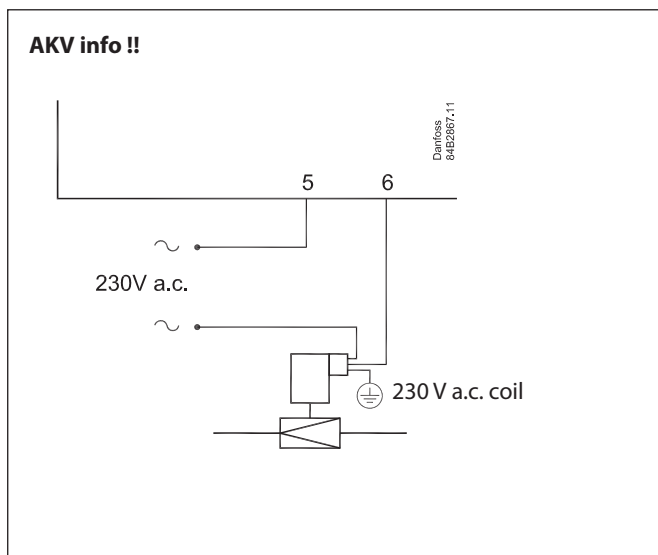 AKV info !!
Danfoss
84B2867.11
5 6
230V a.c.
230 V a.c. coil